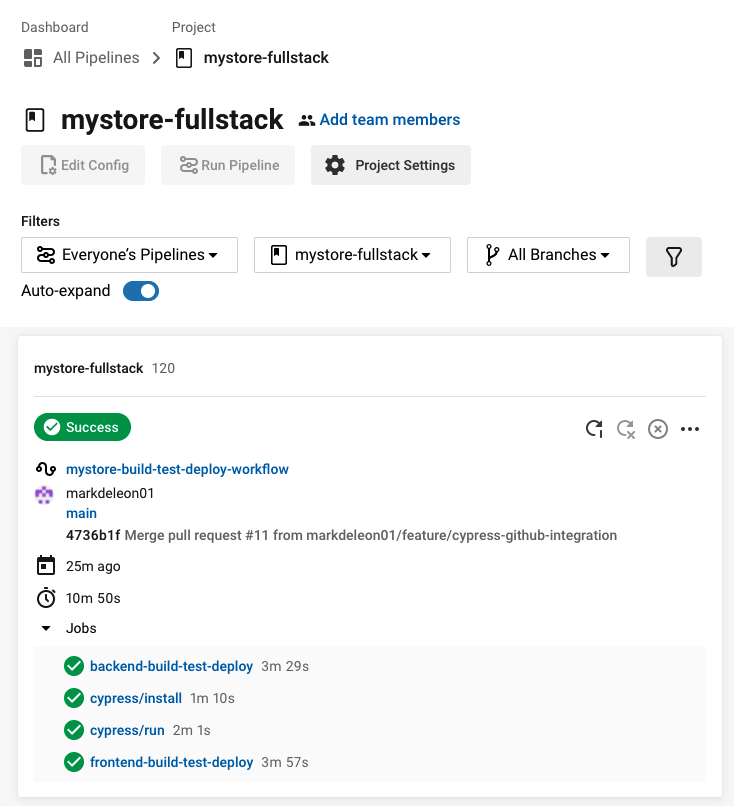 Dashboard Project
All Pipelines mystore-fullstack
mystore-fullstack Add team members
Edit Config Run Pipeline Project Settings
Filters
Everyone’s Pipelines mystore-fullstack All Branches
Auto-expand
mystore-fullstack 120
Success
mystore-build-test-deploy-workflow
markdeleon01
main
4736b1f Merge pull request #11 from markdeleon01/feature/cypress-github-integration
25m ago
10m 50s
Jobs
backend-build-test-deploy 3m 29s
cypress/install 1m 10s
cypress/run 2m 1s
frontend-build-test-deploy 3m 57s